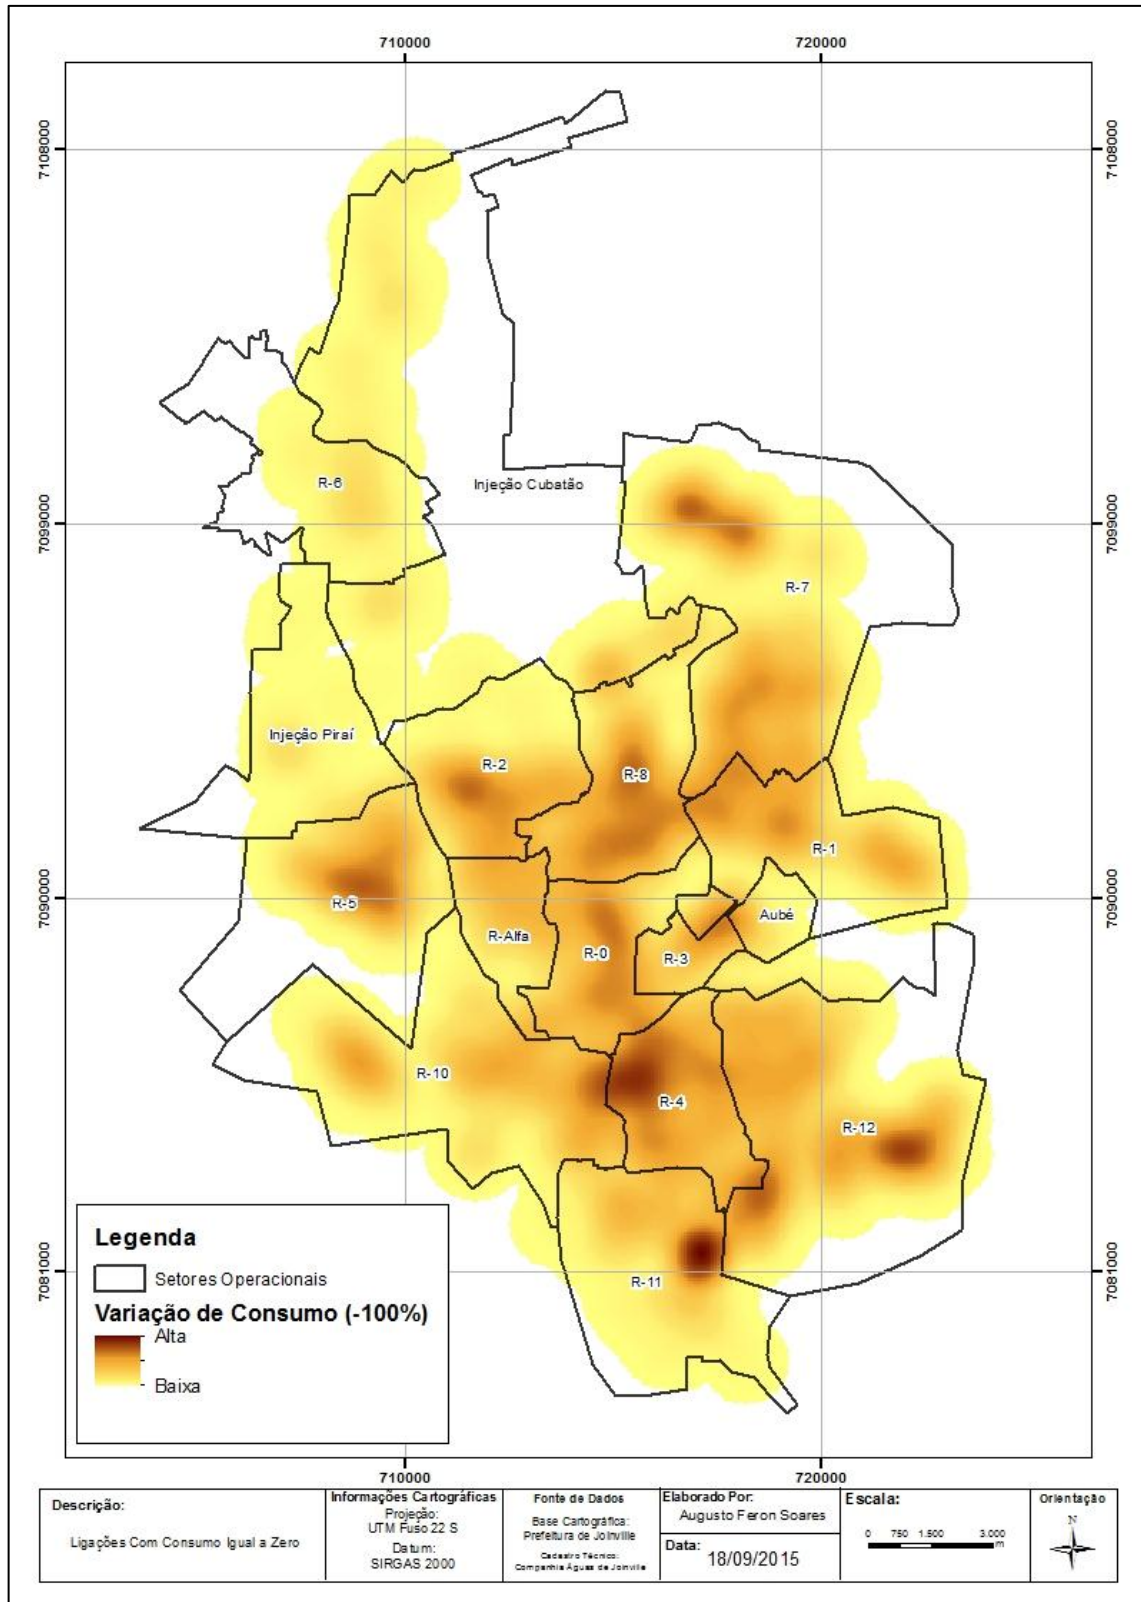 710000
720000
7108000
7108000
R-6
Injeção Cubatão
7099000
7099000
R-7
Injeção Piraí
R-2
R-8
R-1
R-5
7090000
7090000
Aubé
R-Alfa
R-0
R-3
R-10
R-4
R-12
R-11
7081000
7081000
Legenda
Setores Operacionais
Variação de Consumo (-100%)
Alta
Baixa
710000
720000
Descrição:
Ligações Com Consumo Igual a Zero
Informações Cartográficas
Projeção:
UTM Fuso 22 S
Datum:
SIRGAS 2000
Fonte de Dados
Base Cartográfica:
Prefeitura de Joinville
Cadastro Técnico:
Companhia Águas de Joinville
Elaborado Por:
Augusto Feron Soares
Data:
18/09/2015
Escala:
0 750 1.500 3.000
m
Orientação
N